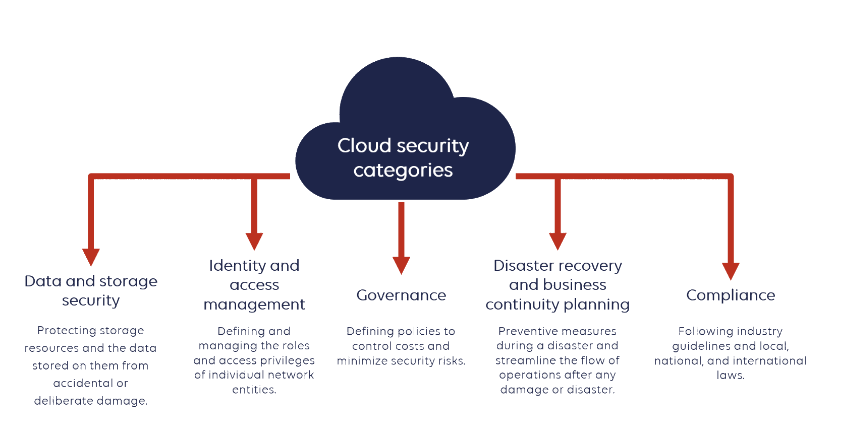 Cloud security
categories
Data and storage
security
Protecting storage
resources and the data
stored on them from
accidental or
deliberate damage.
Identity and
access
management
Defining and
managing the roles
and access privileges
of individual network
entities.
Governance
Defining policies to
control costs and
minimize security risks.
Disaster recovery
and business
continuity planning
Preventive measures
during a disaster and
streamline the flow of
operations after any
damage or disaster.
Compliance
Following industry
guidelines and local,
national, and international
laws.